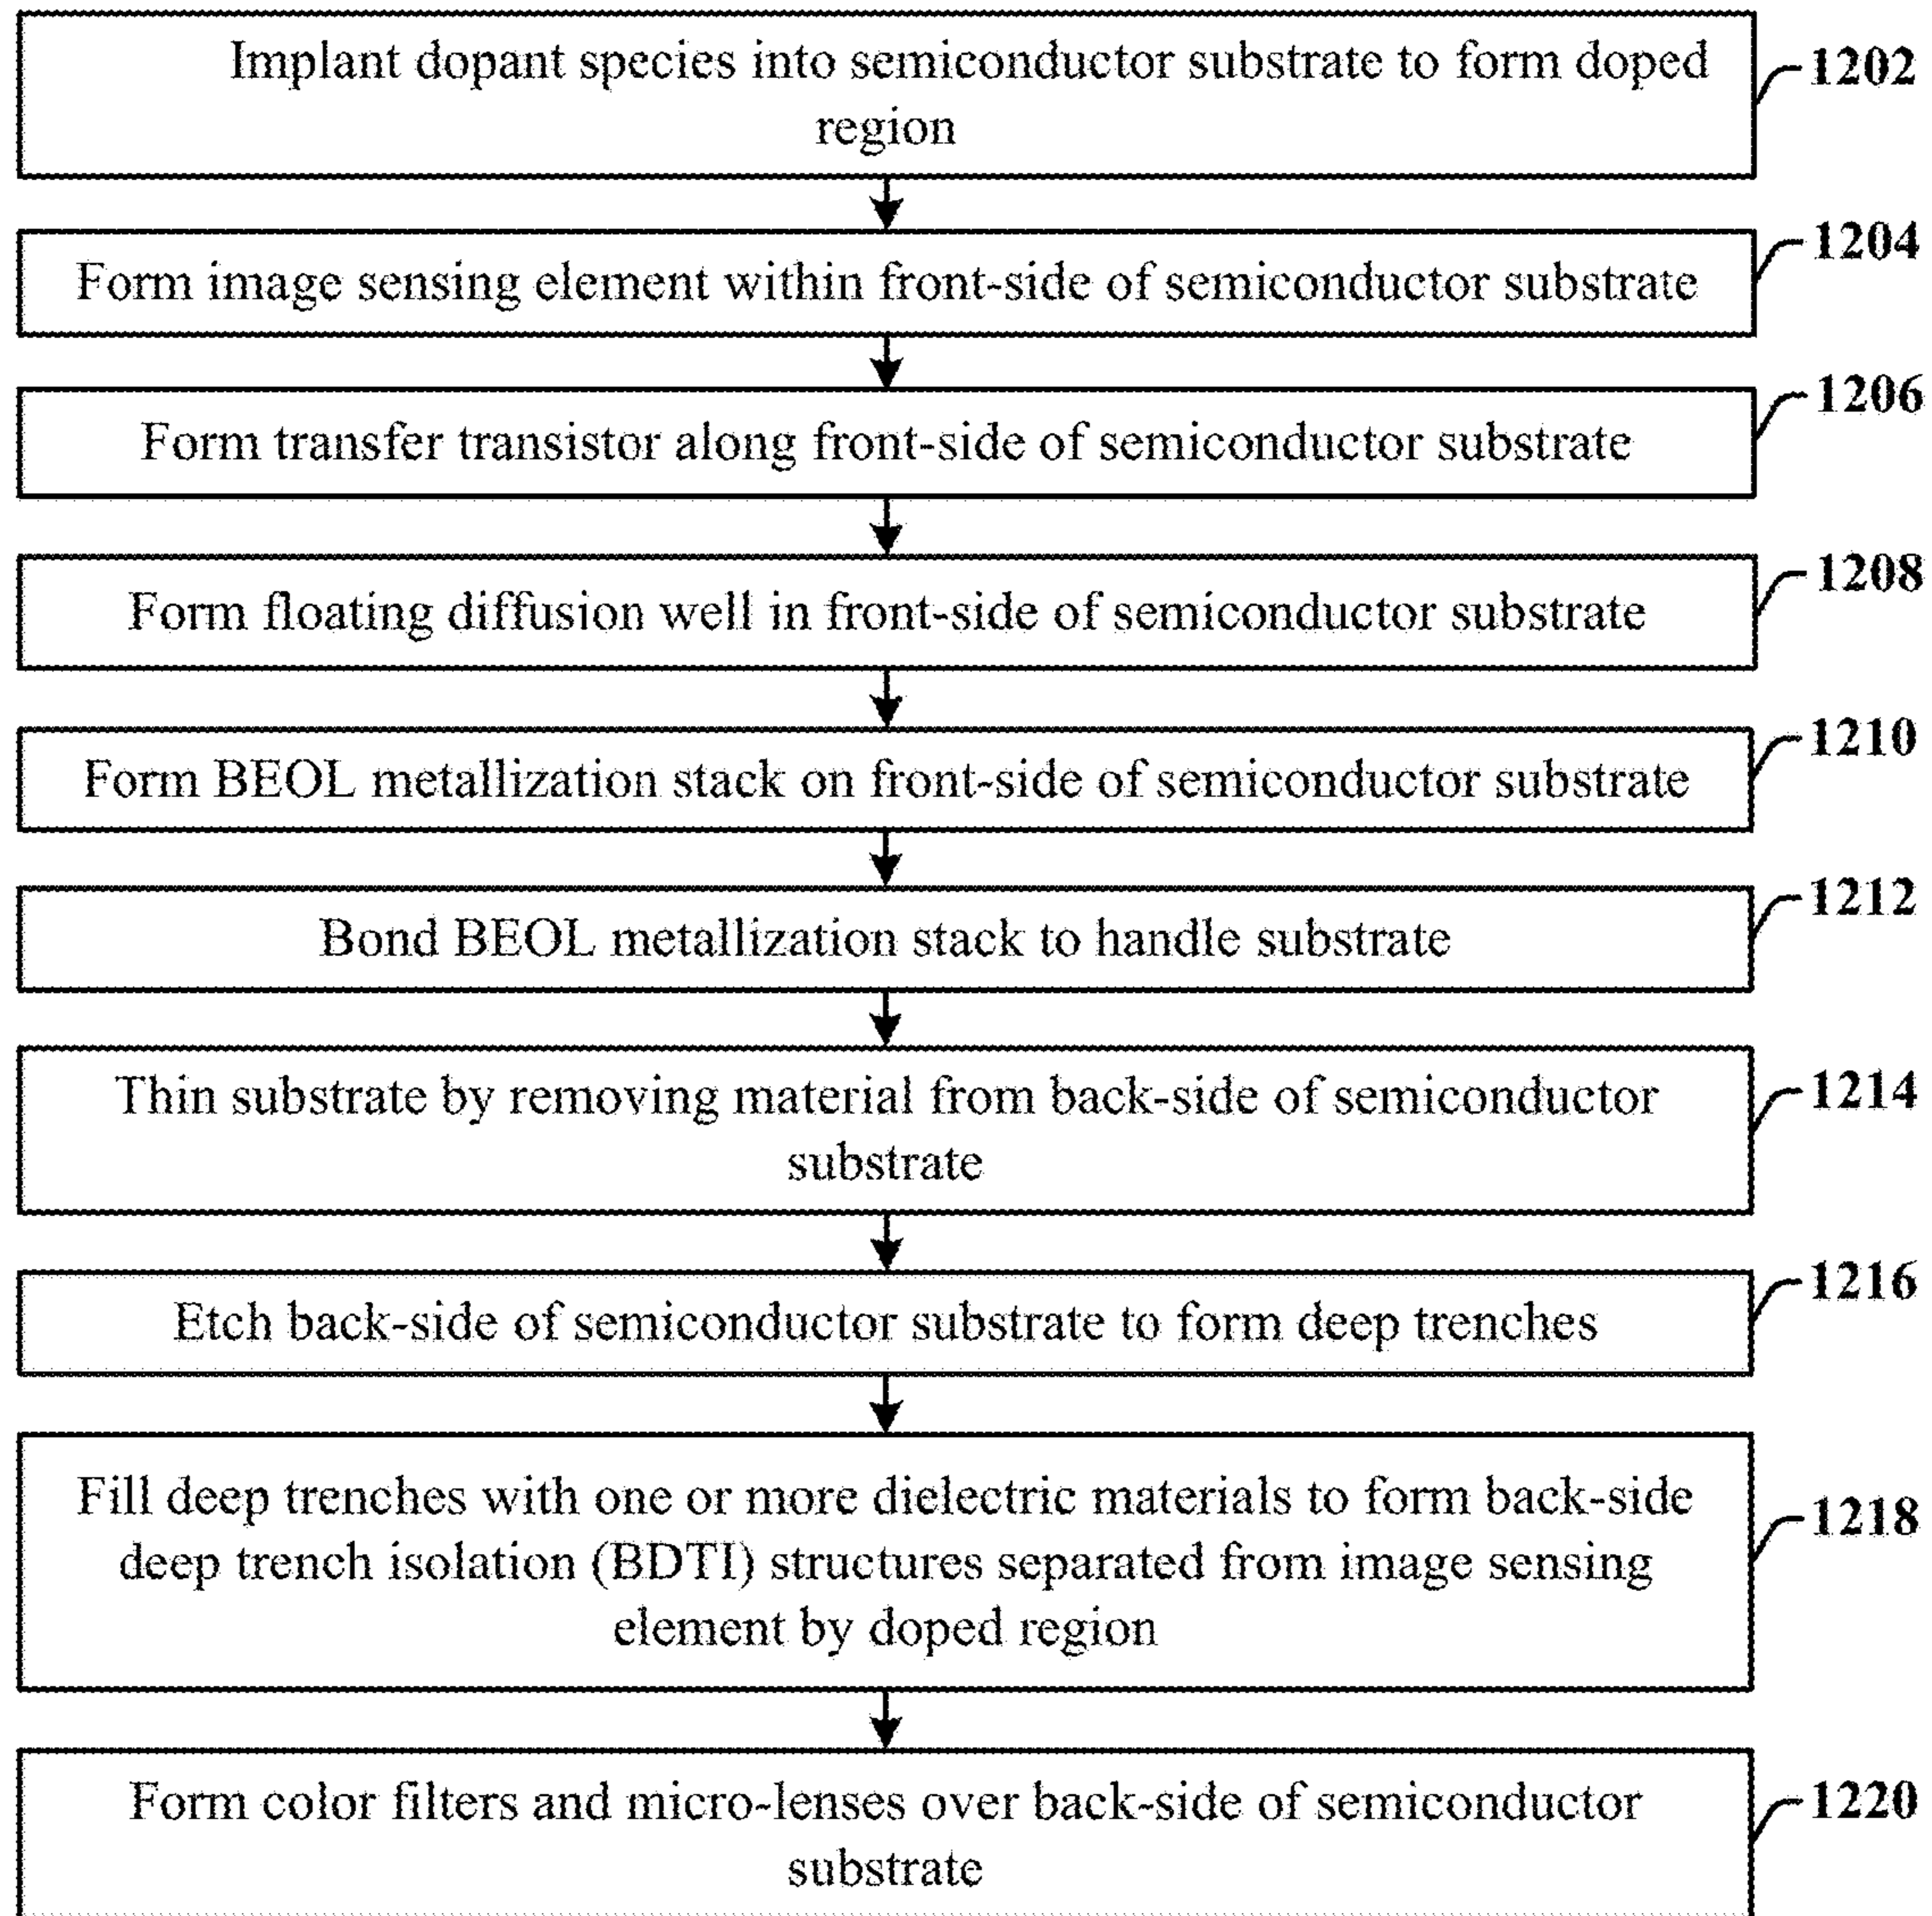 Implant dopant species into semiconductor substrate to form doped
region
1202
Form image sensing element within front-side of semiconductor substrate
1204
Form transfer transistor along front-side of semiconductor substrate
1206
Form floating diffusion well in front-side of semiconductor substrate
1208
Form BEOL metallization stack on front-side of semiconductor substrate
1210
Bond BEOL metallization stack to handle substrate
1212
Thin substrate by removing material from back-side of semiconductor
substrate
1214
Etch back-side of semiconductor substrate to form deep trenches
1216
Fill deep trenches with one or more dielectric materials to form back-side
deep trench isolation (BDTI) structures separated from image sensing
element by doped region
1218
Form color filters and micro-lenses over back-side of semiconductor
substrate
1220